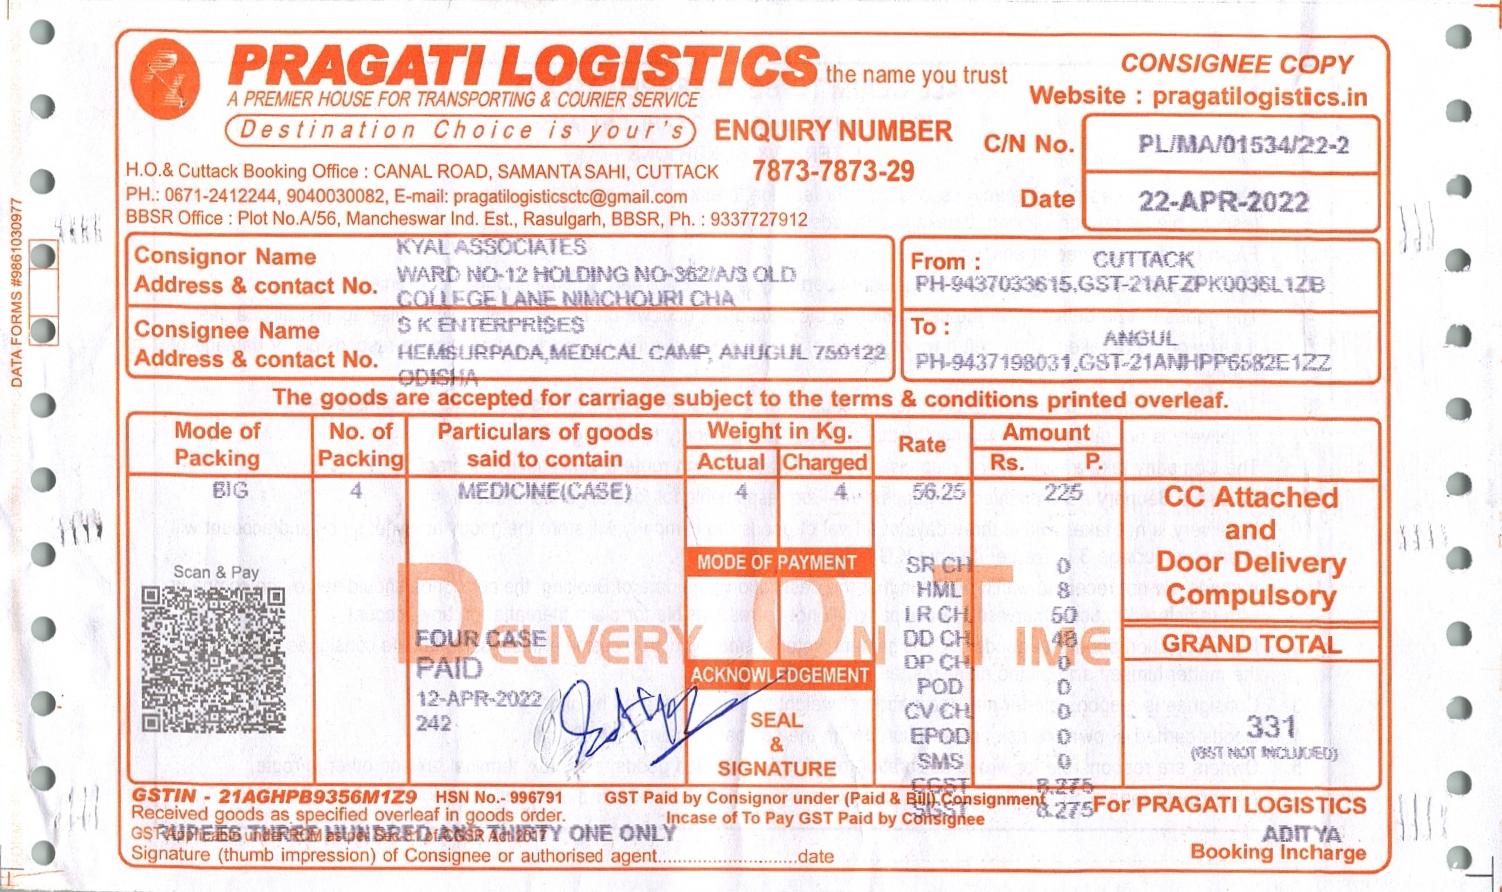 PRAGATI LOGISTICS the name you trust
A PREMIER HOUSE FOR TRANSPORTING & COURIER SERVICE
Destination Choice is your's
ENQUIRY NUMBER
7873-7873-29
CONSIGNEE COPY
Website : pragatilogistics.in
C/N No. PL/MA/01534/22-2
Date 22-APR-2022
H.O.& Cuttack Booking Office : CANAL ROAD, SAMANTA SAHI, CUTTACK
PH.: 0671-2412244, 9040030082, E-mail: pragatilogisticsctc@gmail.com
BBSR Office : Plot No.A/56, Mancheswar Ind. Est., Rasulgarh, BBSR, Ph. : 9337727912
DATA FORMS #9861030977
Consignor Name
Address & contact No.
KYAL ASSOCIATES
WARD NO-12 HOLDING NO-362/A/3 OLD
COLLEGE LANE NIMCHOURI CHA
From : CUTTACK
PH-9437033615,GST-21AFZPK0036L1ZB
Consignee Name
Address & contact No.
S K ENTERPRISES
HEMSURPADA,MEDICAL CAMP, ANUGUL 759122
ODISHA
To : ANGUL
PH-9437198031,GST-21ANHPP6582E1ZZ
The goods are accepted for carriage subject to the terms & conditions printed overleaf.
Mode of Packing
No. of Packing
Particulars of goods said to contain
Weight in Kg.
Actual Charged
Rate
Amount
Rs. P.
BIG 4 MEDICINE(CASE) 4 4 56.25 225
CC Attached
and
Door Delivery
Compulsory
GRAND TOTAL
331
(GST NOT INCLUDED)
Scan & Pay
DELIVERY ON TIME
FOUR CASE
PAID
12-APR-2022
242
MODE OF PAYMENT
ACKNOWLEDGEMENT
SEAL
&
SIGNATURE
SR CH 0
HML 8
LR CH 50
DD CH 48
DP CH 0
POD 0
CV CH 0
EPOD 0
SMS 0
CGST 8.275
SGST 8.275
GSTIN - 21AGHPB9356M1Z9 HSN No.- 996791
GST Paid by Consignor under (Paid & Bill) Consignment
Incase of To Pay GST Paid by Consignee
Received goods as specified overleaf in goods order.
RUPEES THREE HUNDRED AND THIRTY ONE ONLY
Signature (thumb impression) of Consignee or authorised agent..............................date
For PRAGATI LOGISTICS
ADITYA
Booking Incharge